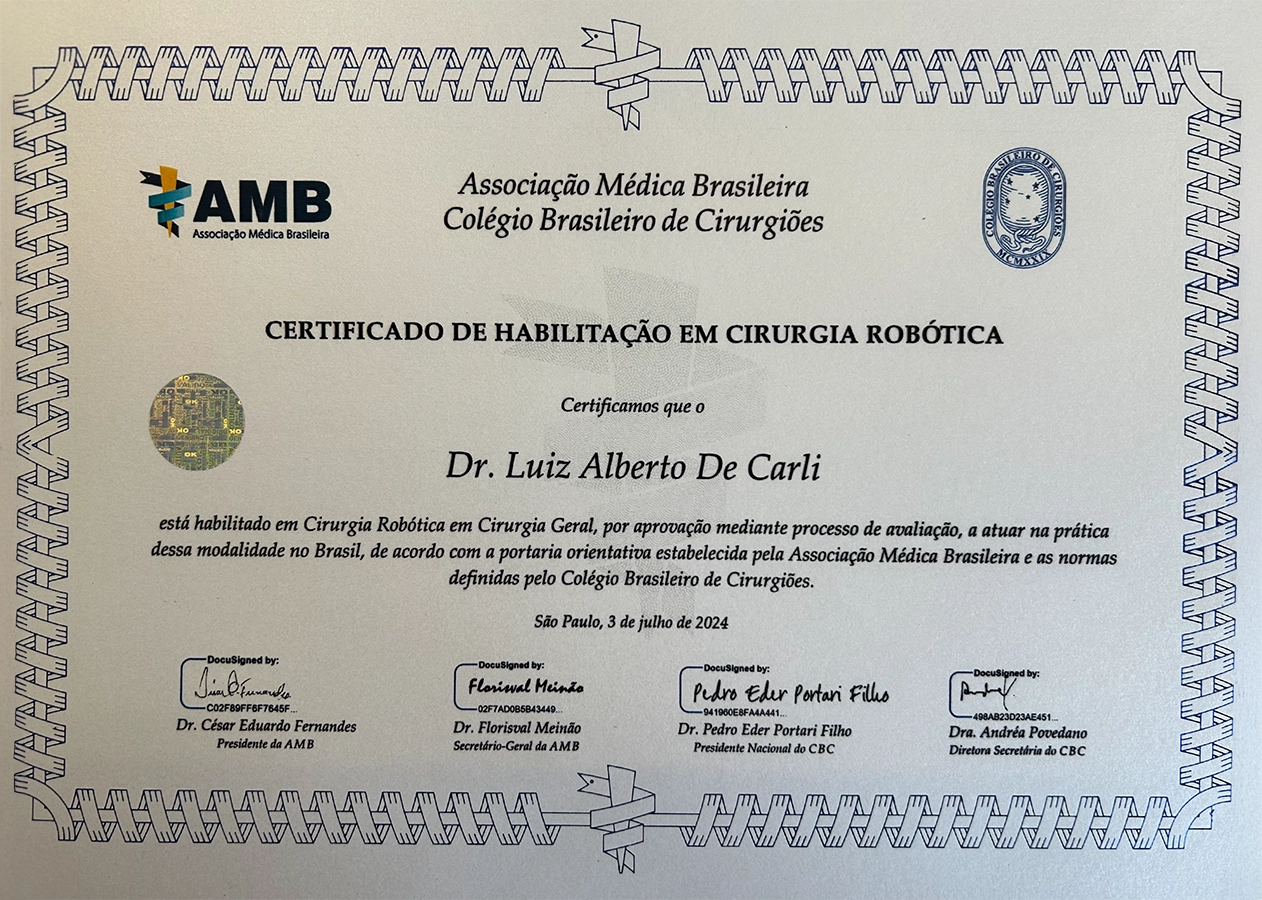 AMB
Associação Médica Brasileira
Associação Médica Brasileira
Colégio Brasileiro de Cirurgiões
COLÉGIO BRASILEIRO DE CIRURGIÕES
MCMXXIX
CERTIFICADO DE HABILITAÇÃO EM CIRURGIA ROBÓTICA
Certificamos que o
OK
OK
OK
Dr. Luiz Alberto De Carli
está habilitado em Cirurgia Robótica em Cirurgia Geral, por aprovação mediante processo de avaliação, a atuar na prática
dessa modalidade no Brasil, de acordo com a portaria orientativa estabelecida pela Associação Médica Brasileira e as normas
definidas pelo Colégio Brasileiro de Cirurgiões.
São Paulo, 3 de julho de 2024
DocuSigned by:
C02F89FF6F7645F...
Dr. César Eduardo Fernandes
Presidente da AMB
DocuSigned by:
Florisval Meinão
02F7AD0B5B43449...
Dr. Florisval Meinão
Secretário-Geral da AMB
DocuSigned by:
Pedro Eder Portari Filho
941960E8FA4A441...
Dr. Pedro Eder Portari Filho
Presidente Nacional do CBC
DocuSigned by:
498AB23D23AE451...
Dra. Andréa Povedano
Diretora Secretária do CBC